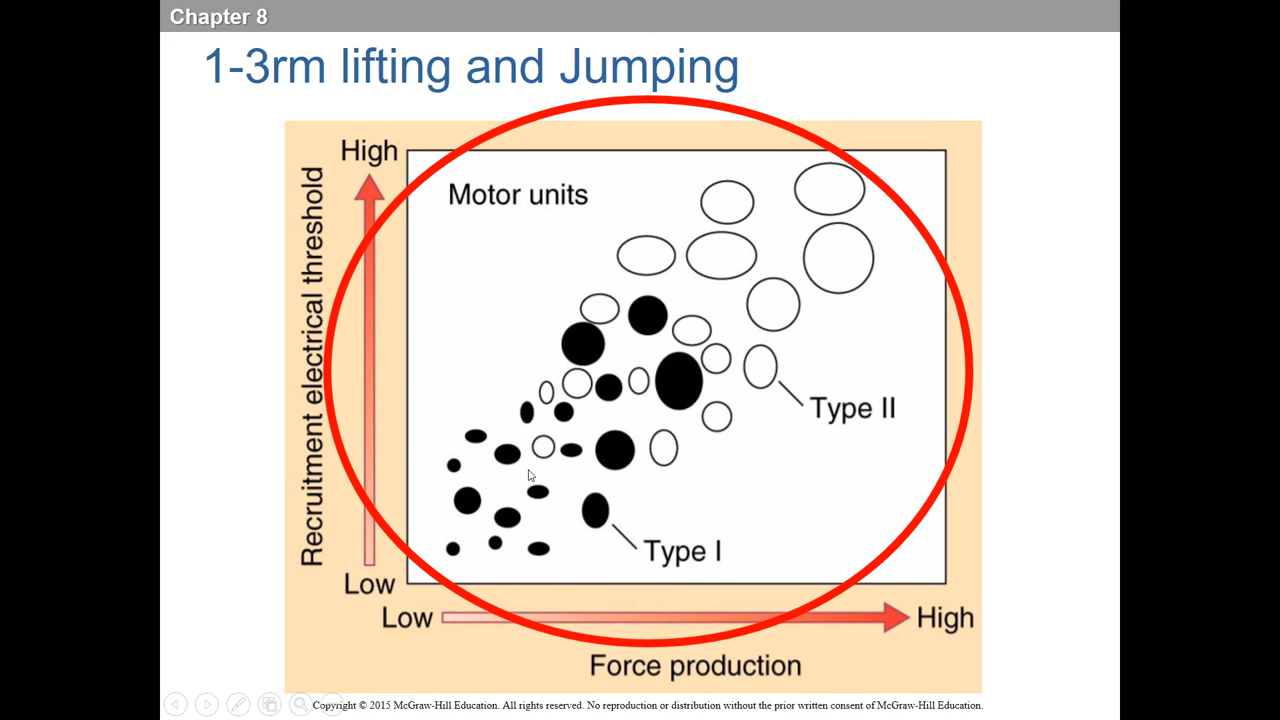 Chapter 8
1-3rm lifting and Jumping
High
Motor units
Recruitment electrical threshold
Type II
Type I
Low
Low
High
Force production
Copyright © 2015 McGraw-Hill Education. All rights reserved. No reproduction or distribution without the prior written consent of McGraw-Hill Education.